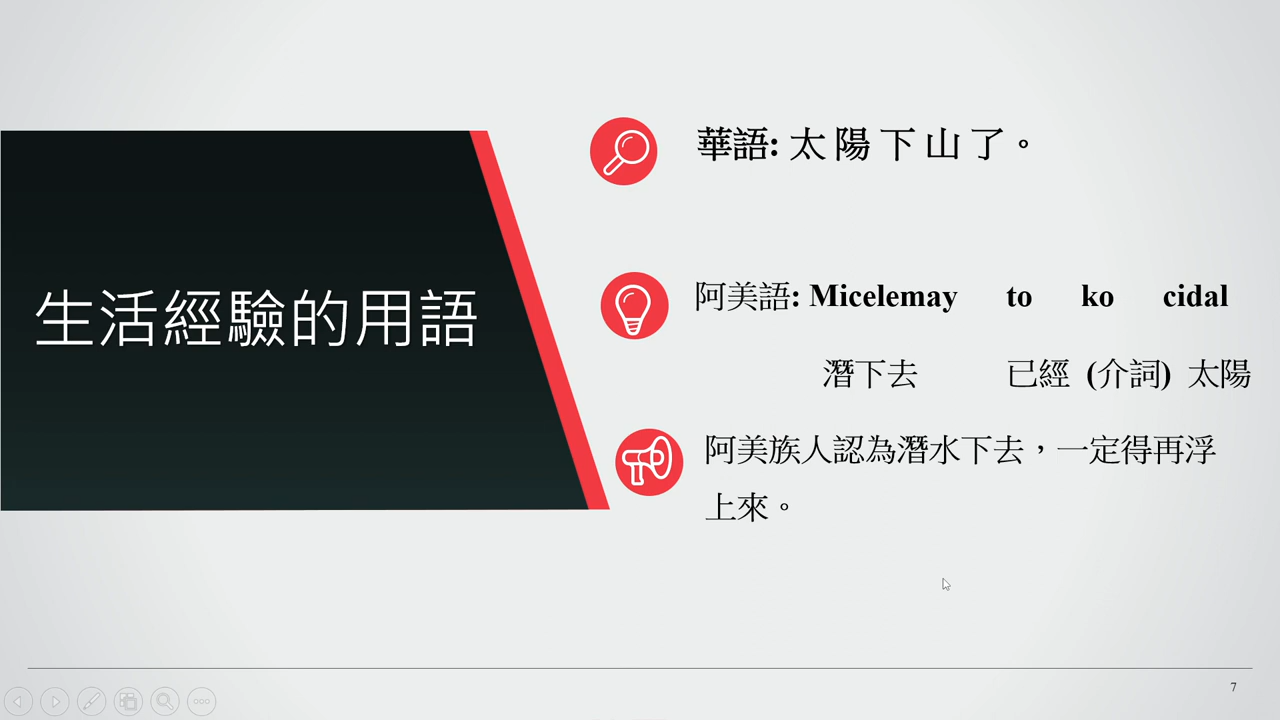 生活經驗的用語
華語: 太 陽 下 山 了。
阿美語: Micelemay to ko cidal
潛下去 已經 (介詞) 太陽
阿美族人認為潛水下去，一定得再浮
上來。
7